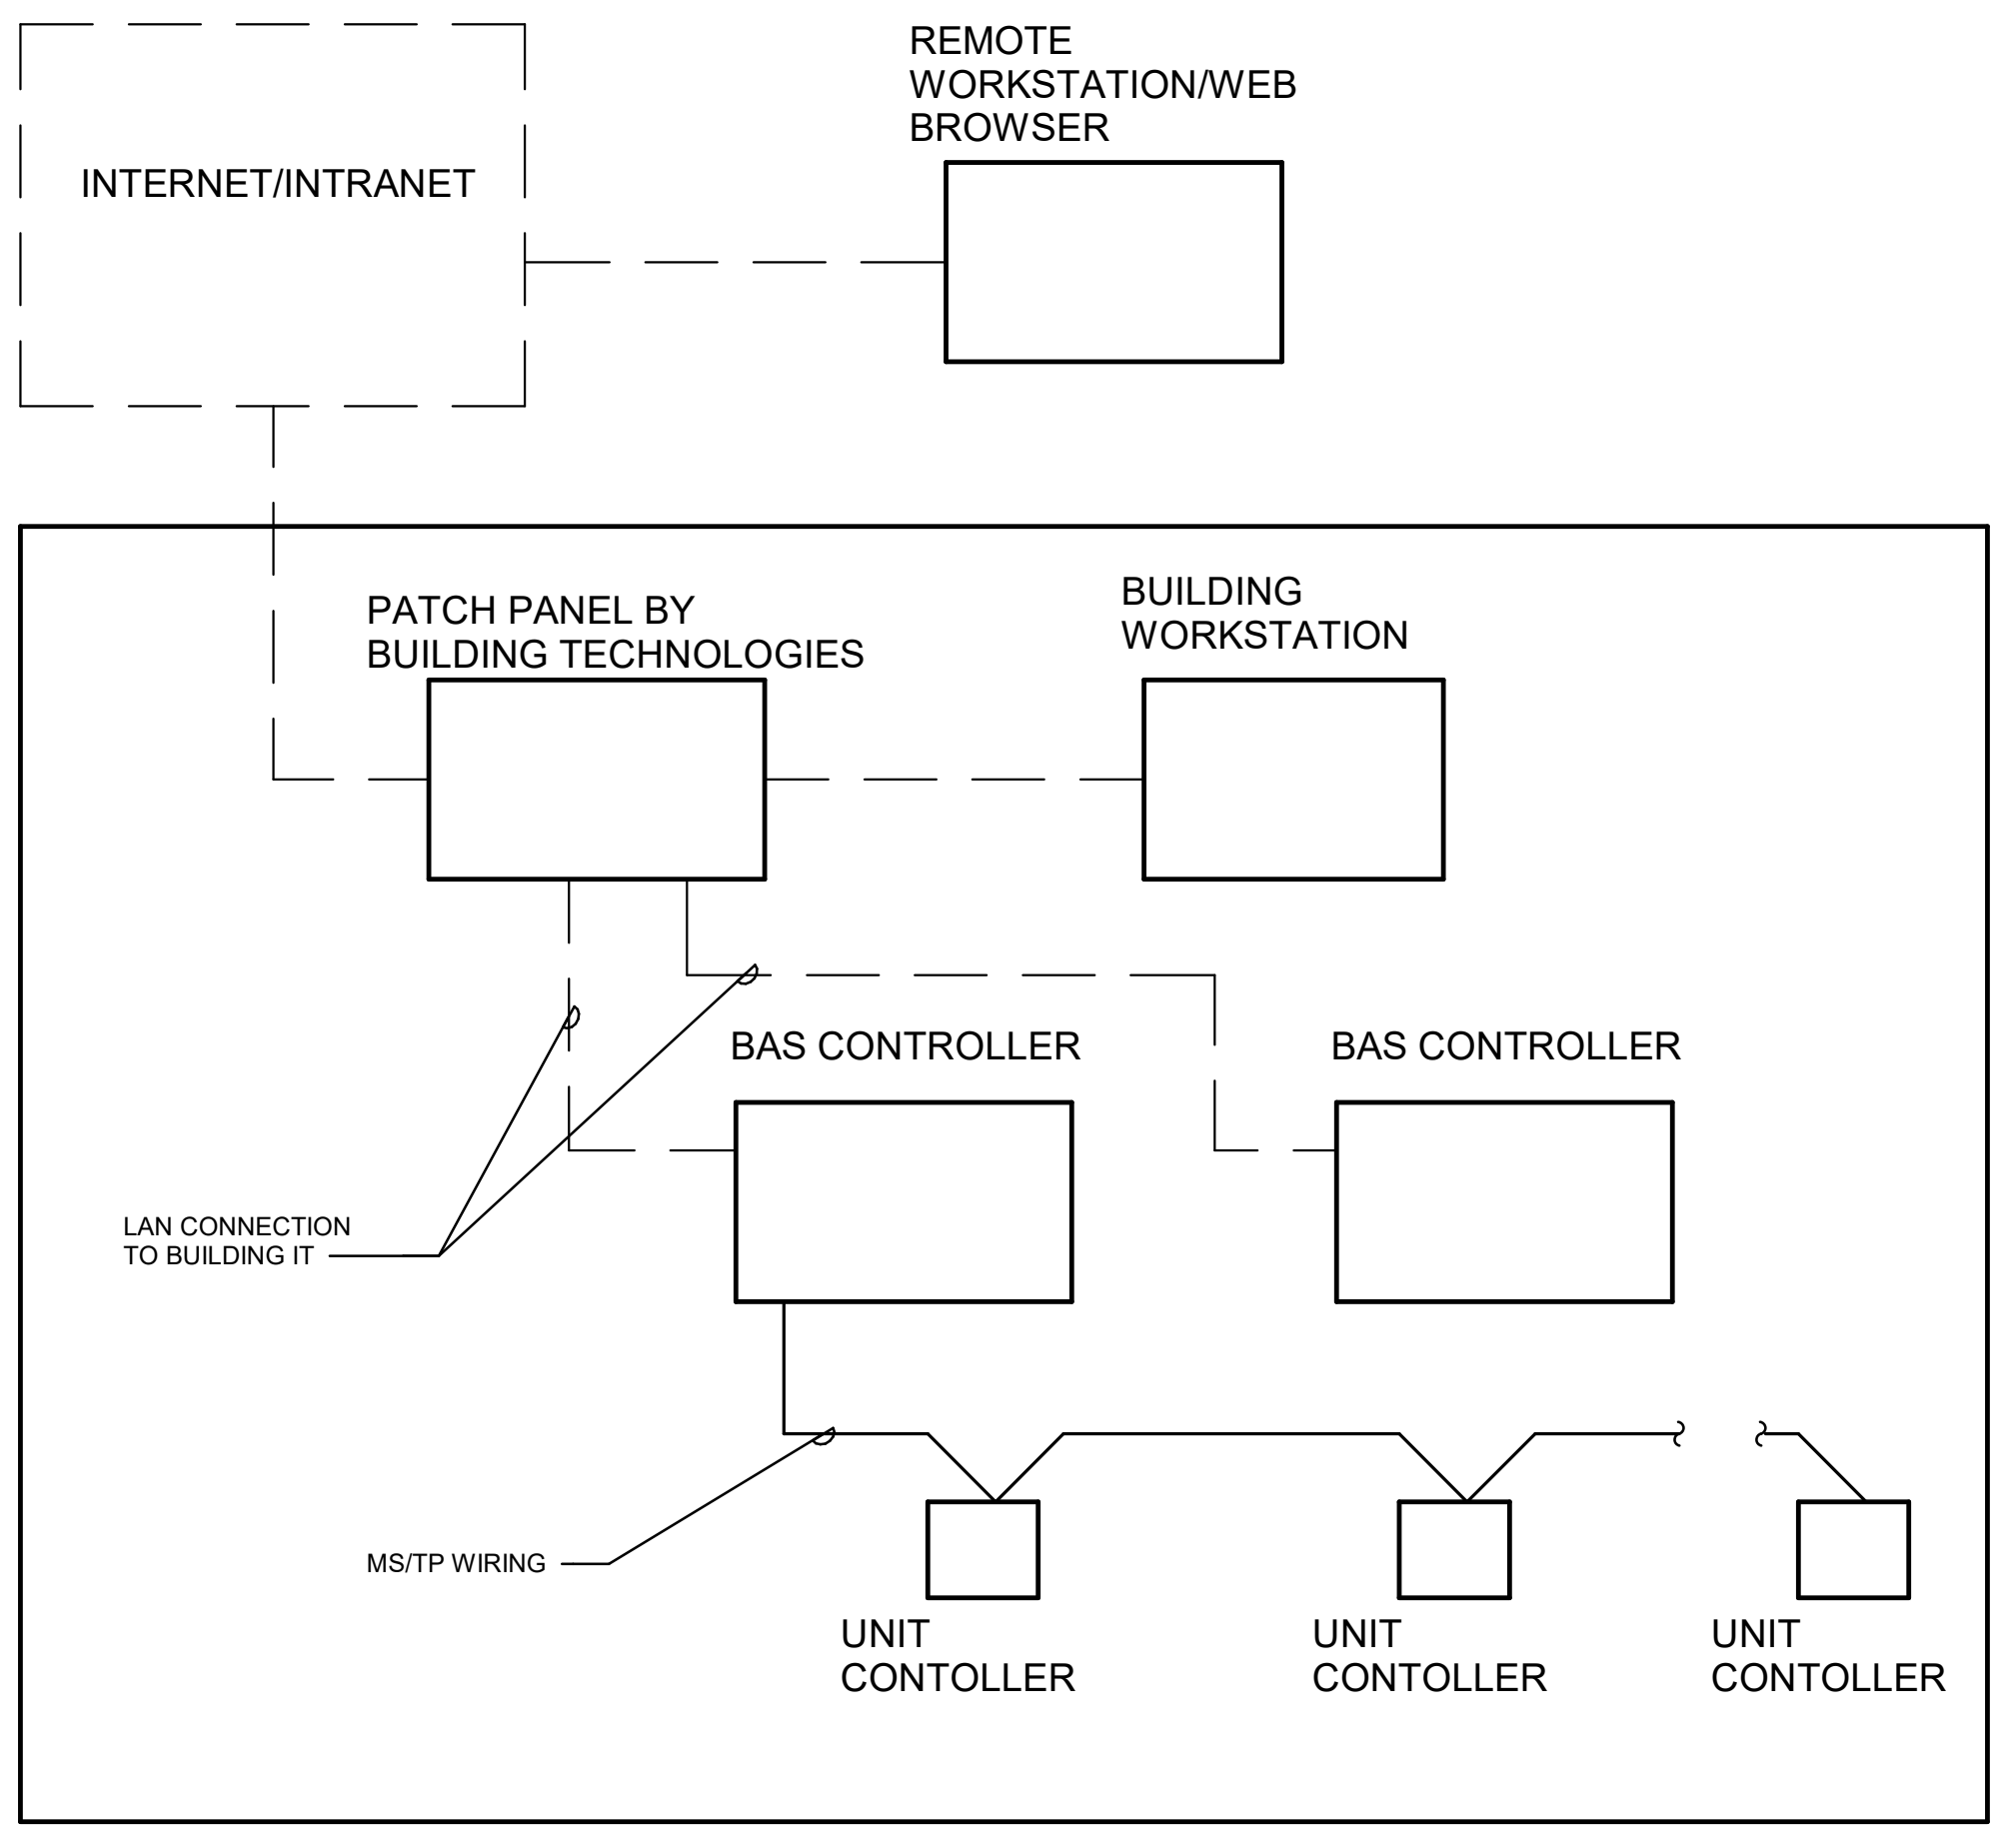 REMOTE
WORKSTATION/WEB
BROWSER
INTERNET/INTRANET
PATCH PANEL BY
BUILDING TECHNOLOGIES
BUILDING
WORKSTATION
BAS CONTROLLER
BAS CONTROLLER
LAN CONNECTION
TO BUILDING IT
MS/TP WIRING
UNIT
CONTOLLER
UNIT
CONTOLLER
UNIT
CONTOLLER